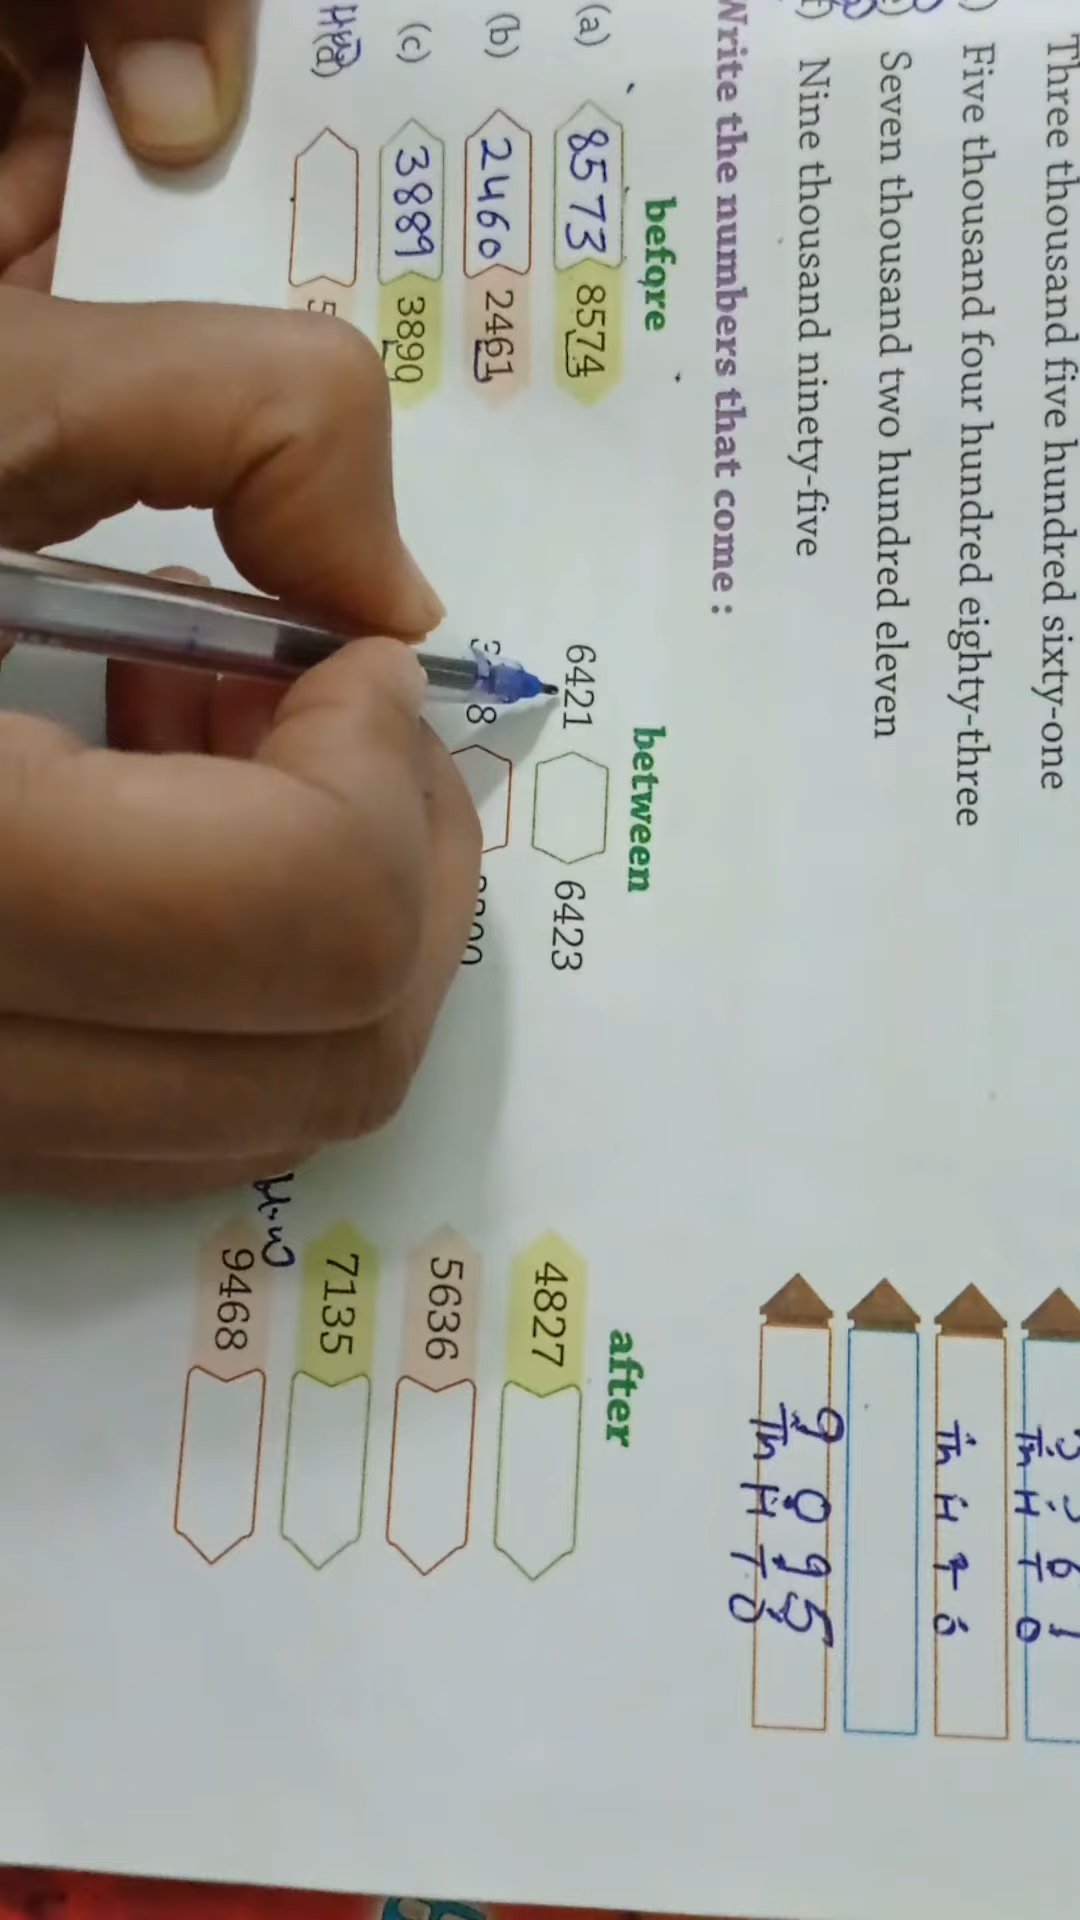 Three thousand five hundred sixty-one
Five thousand four hundred eighty-three
Th H T O
Seven thousand two hundred eleven
Nine thousand ninety-five
9 0 9 5
Th H T O
Write the numbers that come :
before between after
(a) 8573 8574 6421 6423 4827
(b) 2460 2461 5636
(c) 3889 3890 7135
(d) 9468